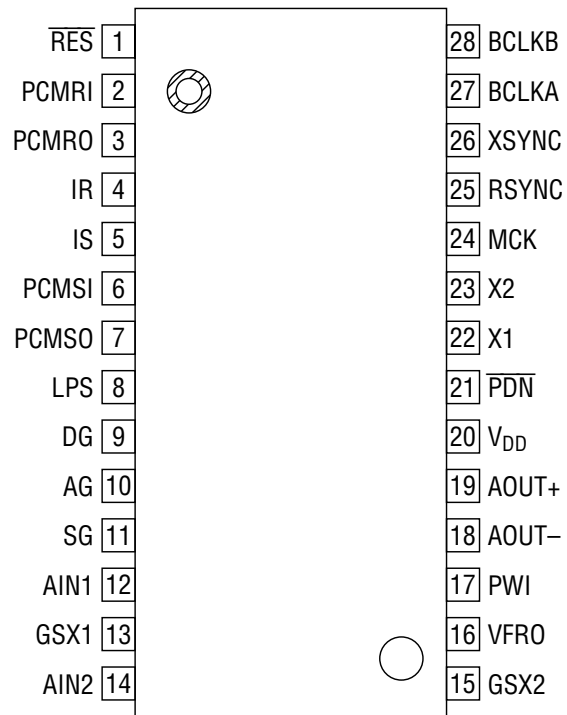 RES 1 28 BCLKB
PCMRI 2 27 BCLKA
PCMRO 3 26 XSYNC
IR 4 25 RSYNC
IS 5 24 MCK
PCMSI 6 23 X2
PCMSO 7 22 X1
LPS 8 21 PDN
DG 9 20 VDD
AG 10 19 AOUT+
SG 11 18 AOUT–
AIN1 12 17 PWI
GSX1 13 16 VFRO
AIN2 14 15 GSX2